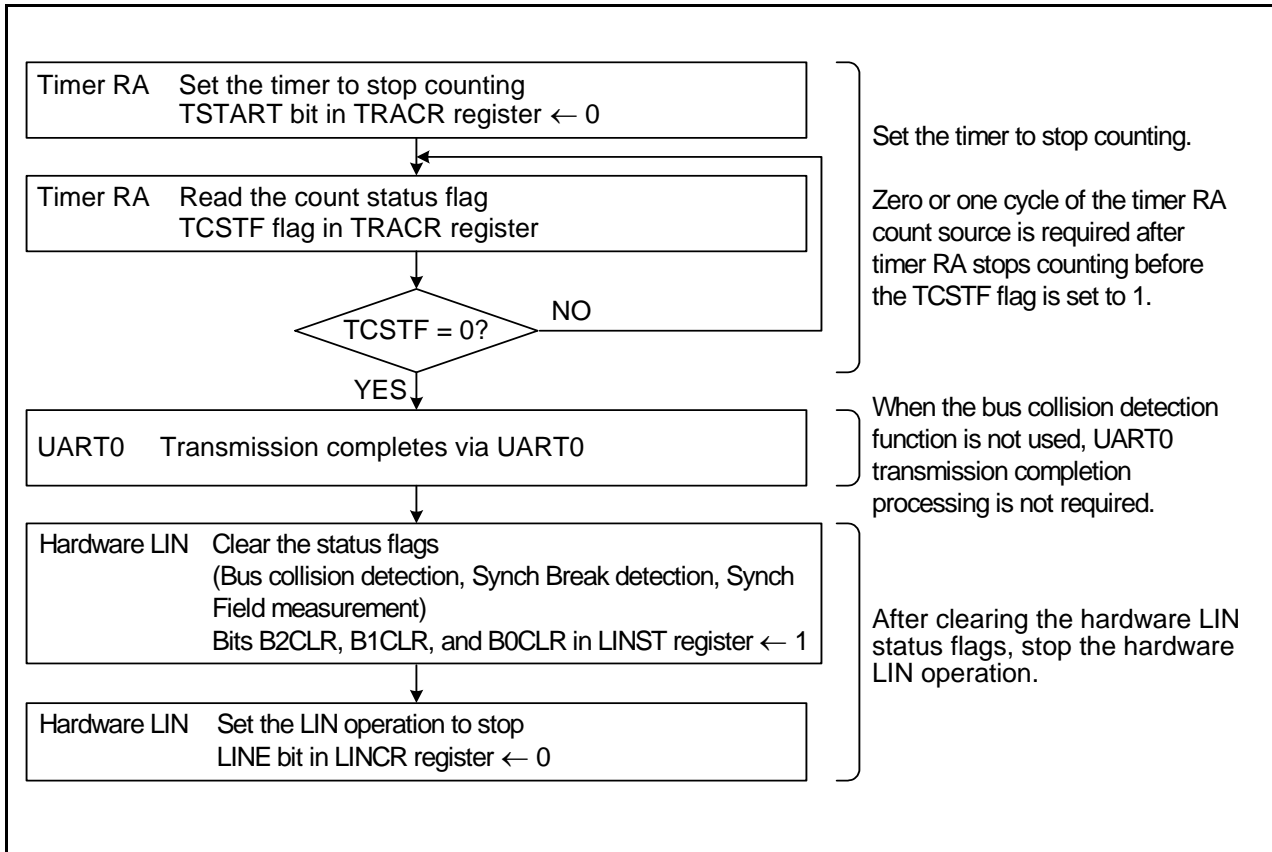 Timer RA Set the timer to stop counting
TSTART bit in TRACR register ← 0
Timer RA Read the count status flag
TCSTF flag in TRACR register
TCSTF = 0?
NO
YES
UART0 Transmission completes via UART0
Hardware LIN Clear the status flags
(Bus collision detection, Synch Break detection, Synch
Field measurement)
Bits B2CLR, B1CLR, and B0CLR in LINST register ← 1
Hardware LIN Set the LIN operation to stop
LINE bit in LINCR register ← 0
Set the timer to stop counting.
Zero or one cycle of the timer RA
count source is required after
timer RA stops counting before
the TCSTF flag is set to 1.
When the bus collision detection
function is not used, UART0
transmission completion
processing is not required.
After clearing the hardware LIN
status flags, stop the hardware
LIN operation.